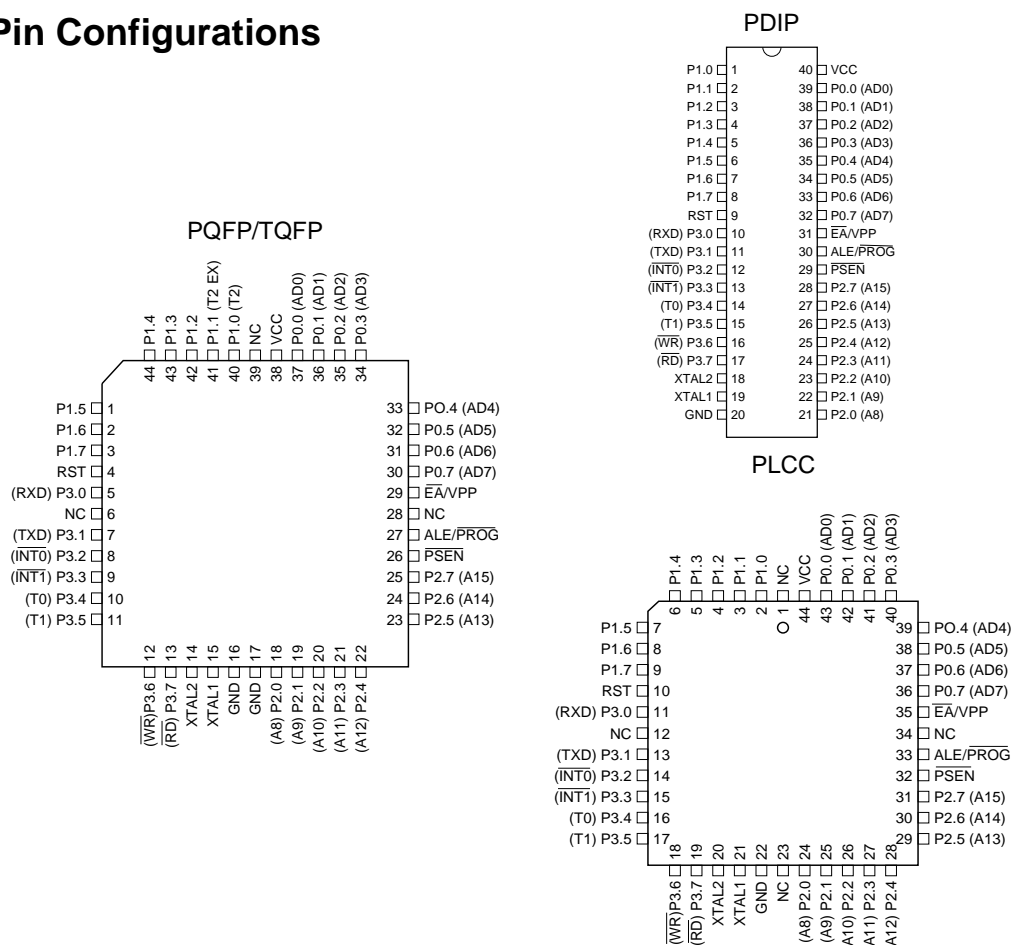 Pin Configurations
PDIP
P1.0 1 40 VCC
P1.1 2 39 P0.0 (AD0)
P1.2 3 38 P0.1 (AD1)
P1.3 4 37 P0.2 (AD2)
P1.4 5 36 P0.3 (AD3)
P1.5 6 35 P0.4 (AD4)
P1.6 7 34 P0.5 (AD5)
P1.7 8 33 P0.6 (AD6)
RST 9 32 P0.7 (AD7)
(RXD) P3.0 10 31 EA/VPP
(TXD) P3.1 11 30 ALE/PROG
(INT0) P3.2 12 29 PSEN
(INT1) P3.3 13 28 P2.7 (A15)
(T0) P3.4 14 27 P2.6 (A14)
(T1) P3.5 15 26 P2.5 (A13)
(WR) P3.6 16 25 P2.4 (A12)
(RD) P3.7 17 24 P2.3 (A11)
XTAL2 18 23 P2.2 (A10)
XTAL1 19 22 P2.1 (A9)
GND 20 21 P2.0 (A8)
PQFP/TQFP
P1.4 P1.3 P1.2 P1.1 (T2 EX) P1.0 (T2) NC VCC P0.0 (AD0) P0.1 (AD1) P0.2 (AD2) P0.3 (AD3)
44 43 42 41 40 39 38 37 36 35 34
P1.5 1 33 PO.4 (AD4)
P1.6 2 32 P0.5 (AD5)
P1.7 3 31 P0.6 (AD6)
RST 4 30 P0.7 (AD7)
(RXD) P3.0 5 29 EA/VPP
NC 6 28 NC
(TXD) P3.1 7 27 ALE/PROG
(INT0) P3.2 8 26 PSEN
(INT1) P3.3 9 25 P2.7 (A15)
(T0) P3.4 10 24 P2.6 (A14)
(T1) P3.5 11 23 P2.5 (A13)
12 13 14 15 16 17 18 19 20 21 22
(WR)P3.6 (RD) P3.7 XTAL2 XTAL1 GND GND (A8) P2.0 (A9) P2.1 (A10) P2.2 (A11) P2.3 (A12) P2.4
PLCC
P1.4 P1.3 P1.2 P1.1 P1.0 NC VCC P0.0 (AD0) P0.1 (AD1) P0.2 (AD2) P0.3 (AD3)
6 5 4 3 2 1 44 43 42 41 40
P1.5 7 39 PO.4 (AD4)
P1.6 8 38 P0.5 (AD5)
P1.7 9 37 P0.6 (AD6)
RST 10 36 P0.7 (AD7)
(RXD) P3.0 11 35 EA/VPP
NC 12 34 NC
(TXD) P3.1 13 33 ALE/PROG
(INT0) P3.2 14 32 PSEN
(INT1) P3.3 15 31 P2.7 (A15)
(T0) P3.4 16 30 P2.6 (A14)
(T1) P3.5 17 29 P2.5 (A13)
18 19 20 21 22 23 24 25 26 27 28
(WR)P3.6 (RD) P3.7 XTAL2 XTAL1 GND NC (A8) P2.0 (A9) P2.1 A10) P2.2 A11) P2.3 A12) P2.4